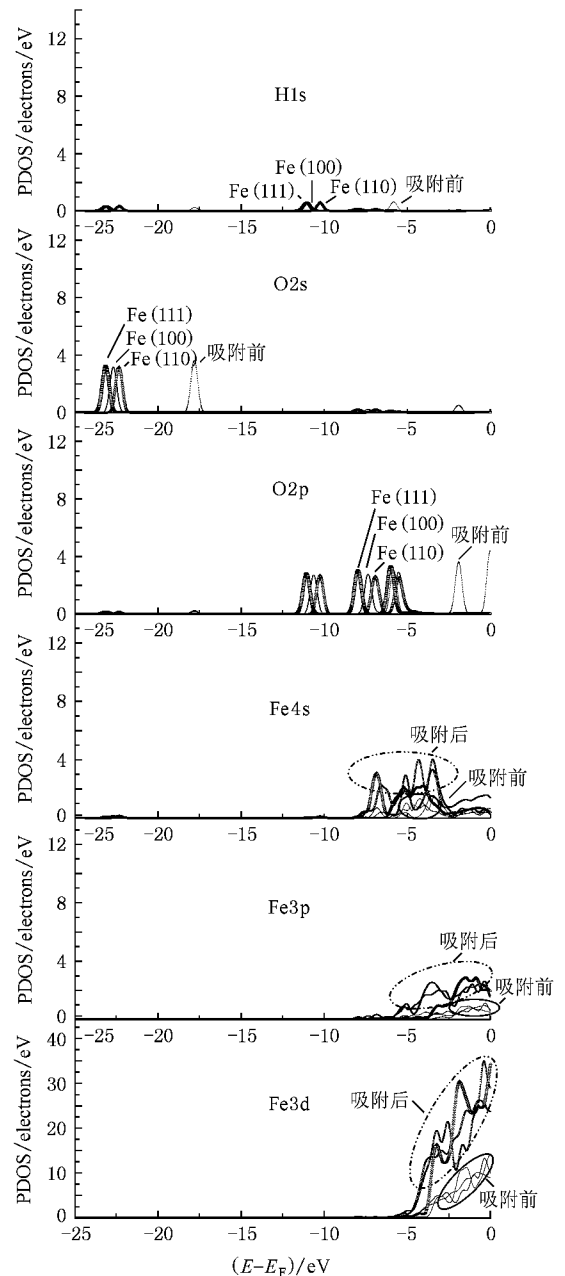 PDOS/electrons/eV
12
8
4
0
H1s
Fe(100)
Fe(111)
Fe(110)
吸附前
-25 -20 -15 -10 -5 0
PDOS/electrons/eV
12
8
4
0
O2s
Fe(111)
Fe(100)
Fe(110)
吸附前
-25 -20 -15 -10 -5 0
PDOS/electrons/eV
12
8
4
0
O2p
Fe(111)
Fe(100)
Fe(110)
吸附前
-25 -20 -15 -10 -5 0
PDOS/electrons/eV
12
8
4
0
Fe4s
吸附后
吸附前
-25 -20 -15 -10 -5 0
PDOS/electrons/eV
12
8
4
0
Fe3p
吸附后
吸附前
-25 -20 -15 -10 -5 0
PDOS/electrons/eV
40
30
20
10
0
Fe3d
吸附后
吸附前
-25 -20 -15 -10 -5 0
(E-E_F)/eV